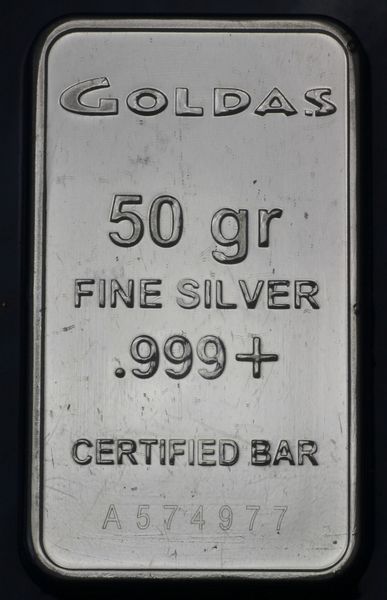 GOLDAS
50 gr
FINE SILVER
.999+
CERTIFIED BAR
A574977